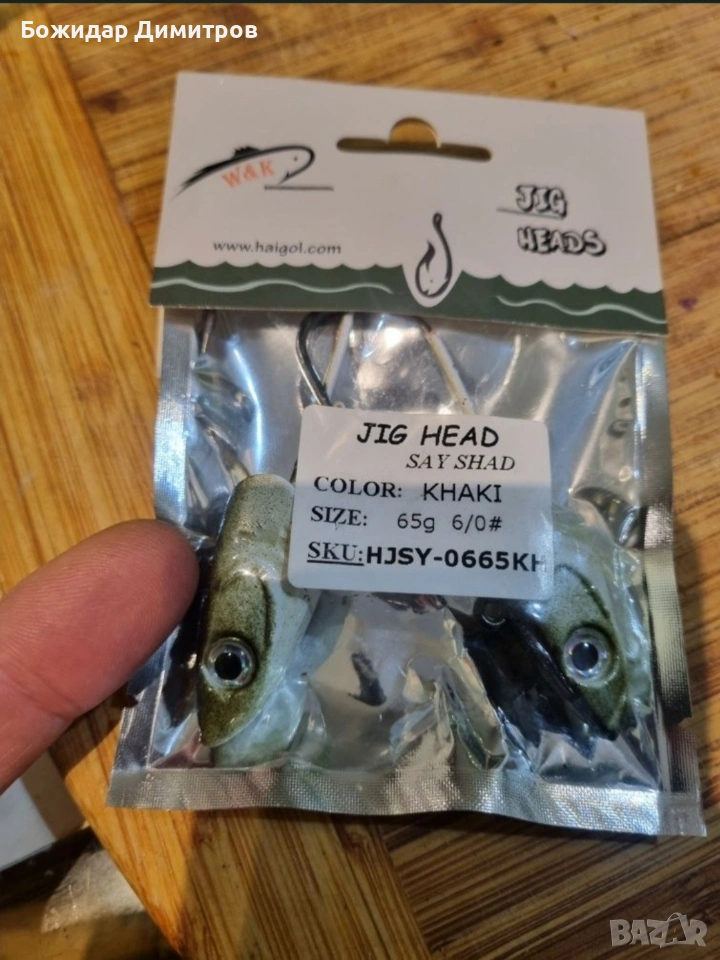 Божидар Димитров
W&K
www.haigol.com
JIG
HEADS
JIG HEAD
SAY SHAD
COLOR: KHAKI
SIZE: 65g 6/0#
SKU:HJSY-0665KH
BAZAR